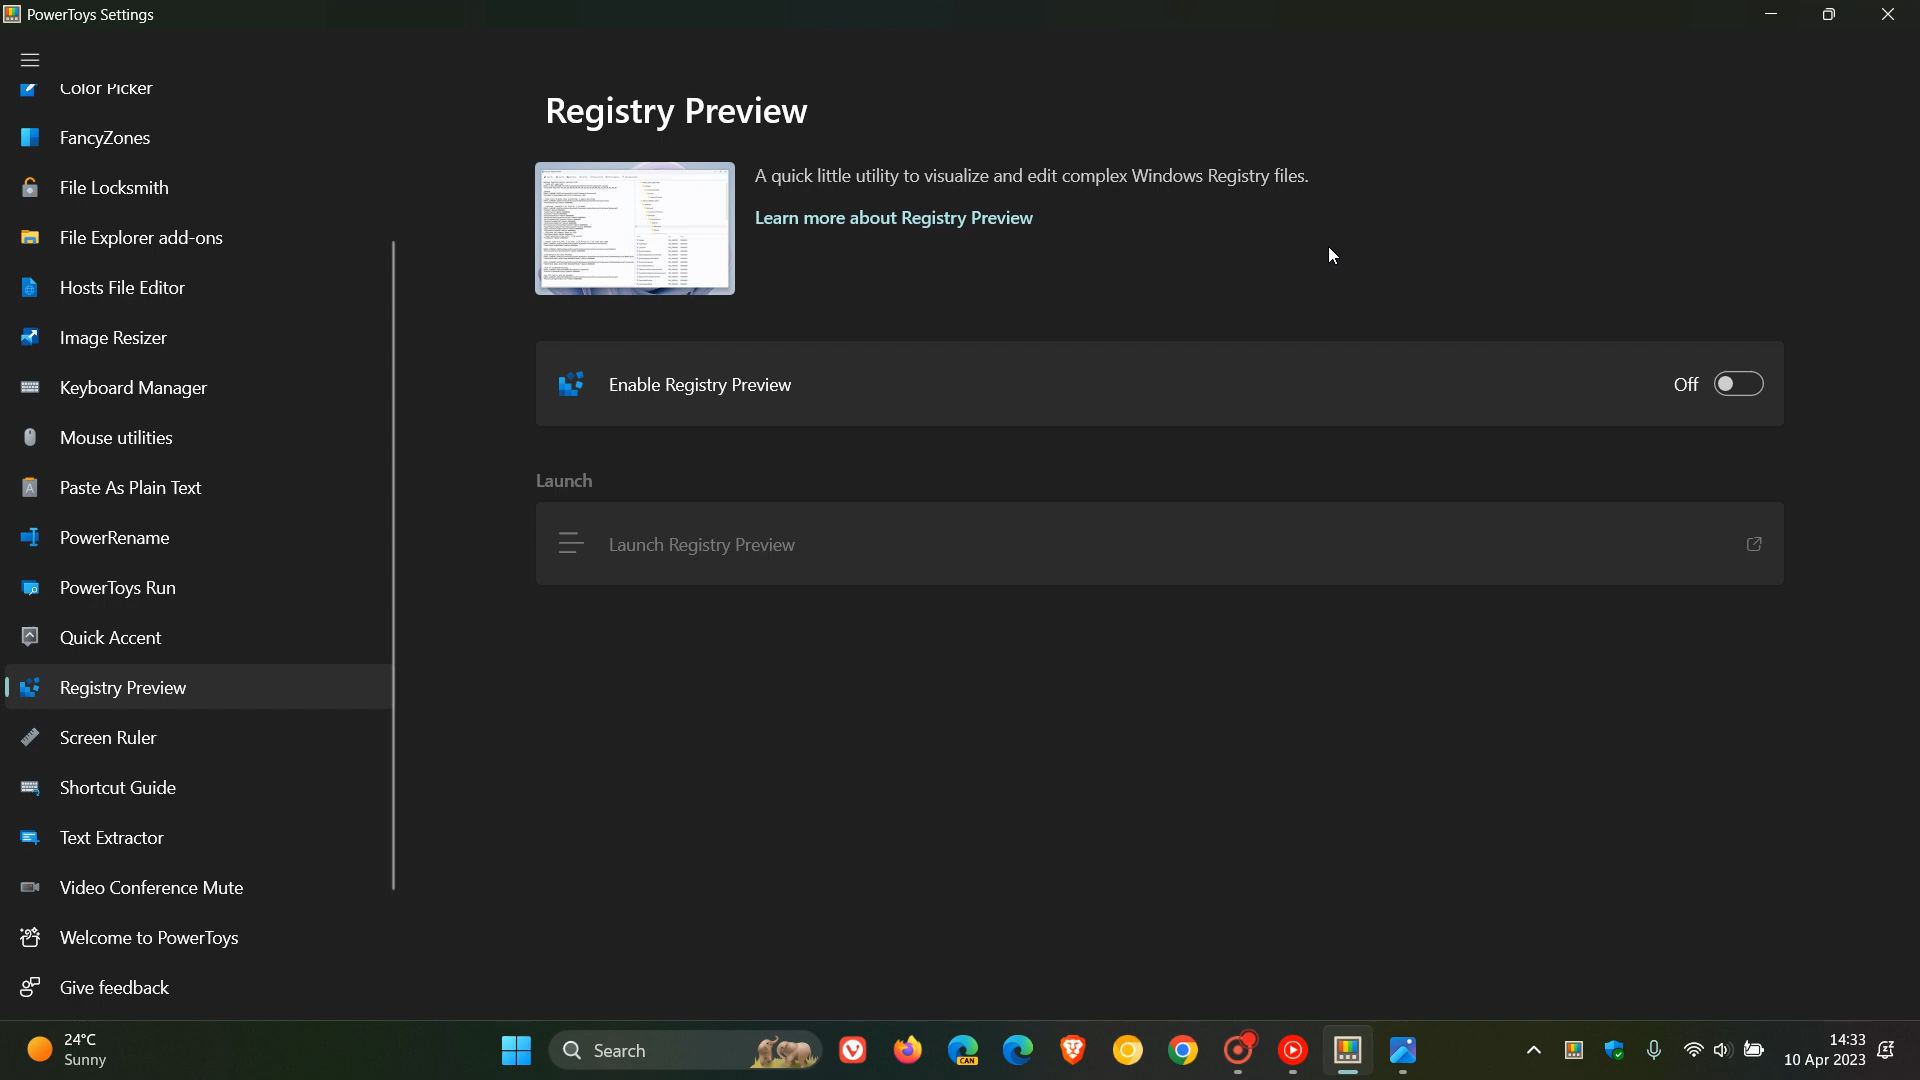 PowerToys Settings
Color Picker
FancyZones
File Locksmith
File Explorer add-ons
Hosts File Editor
Image Resizer
Keyboard Manager
Mouse utilities
Paste As Plain Text
PowerRename
PowerToys Run
Quick Accent
Registry Preview
Screen Ruler
Shortcut Guide
Text Extractor
Video Conference Mute
Welcome to PowerToys
Give feedback
Registry Preview
A quick little utility to visualize and edit complex Windows Registry files.
Learn more about Registry Preview
Enable Registry Preview
Off
Launch
Launch Registry Preview
24°C
Sunny
Search
CAN
14:33
10 Apr 2023